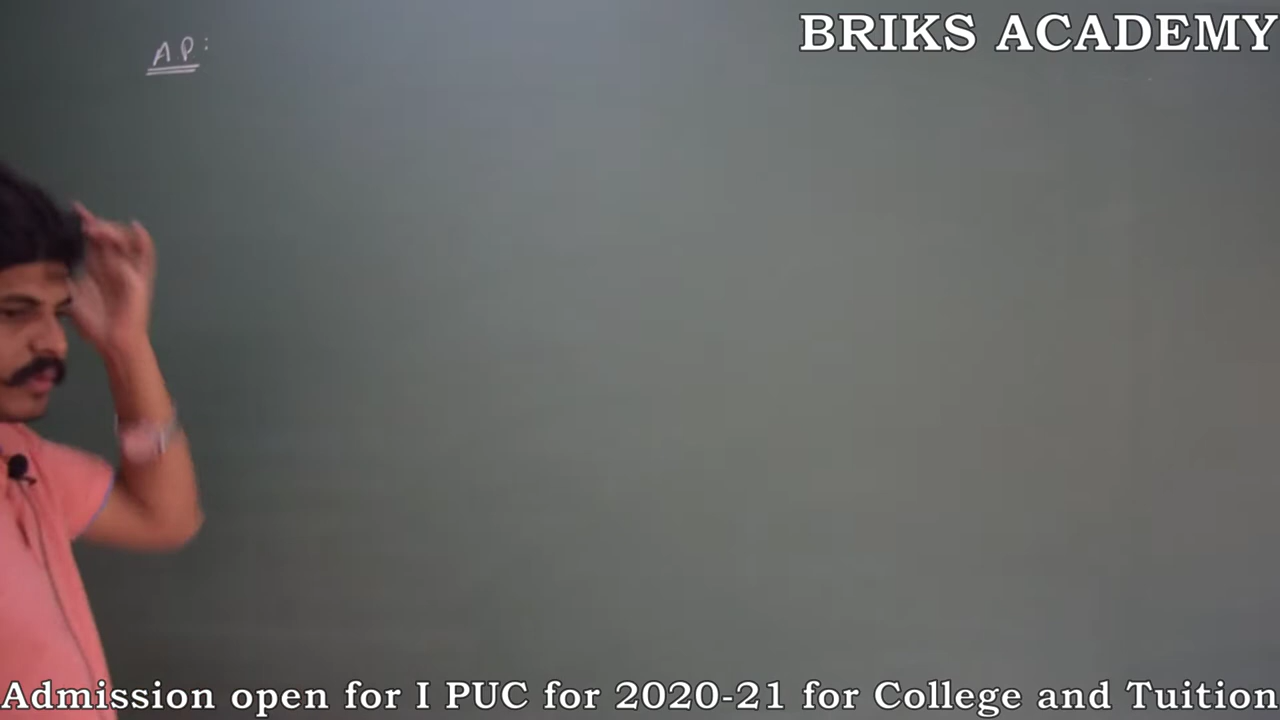 BRIKS ACADEMY
AP:
Admission open for I PUC for 2020-21 for College and Tuition